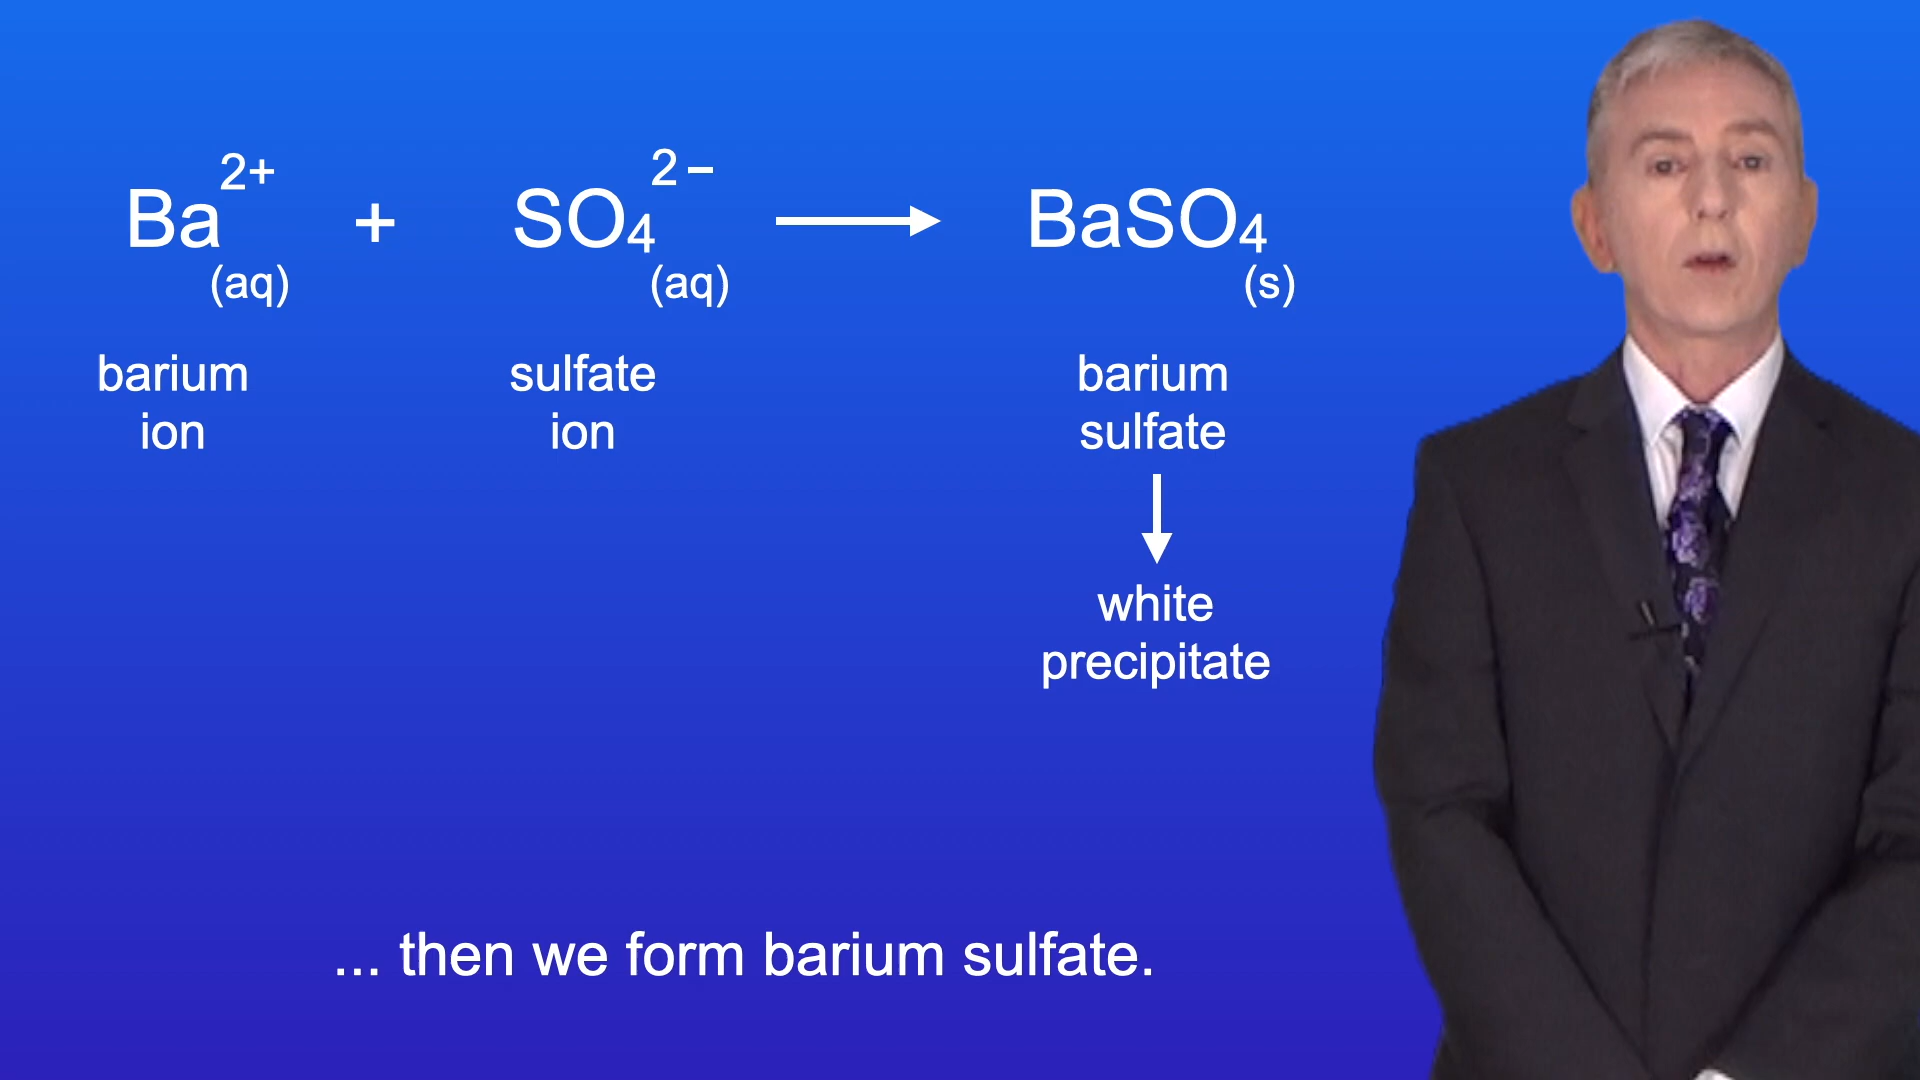 Ba²⁺(aq) + SO₄²⁻(aq) → BaSO₄(s)
barium ion
sulfate ion
barium sulfate
white precipitate
... then we form barium sulfate.